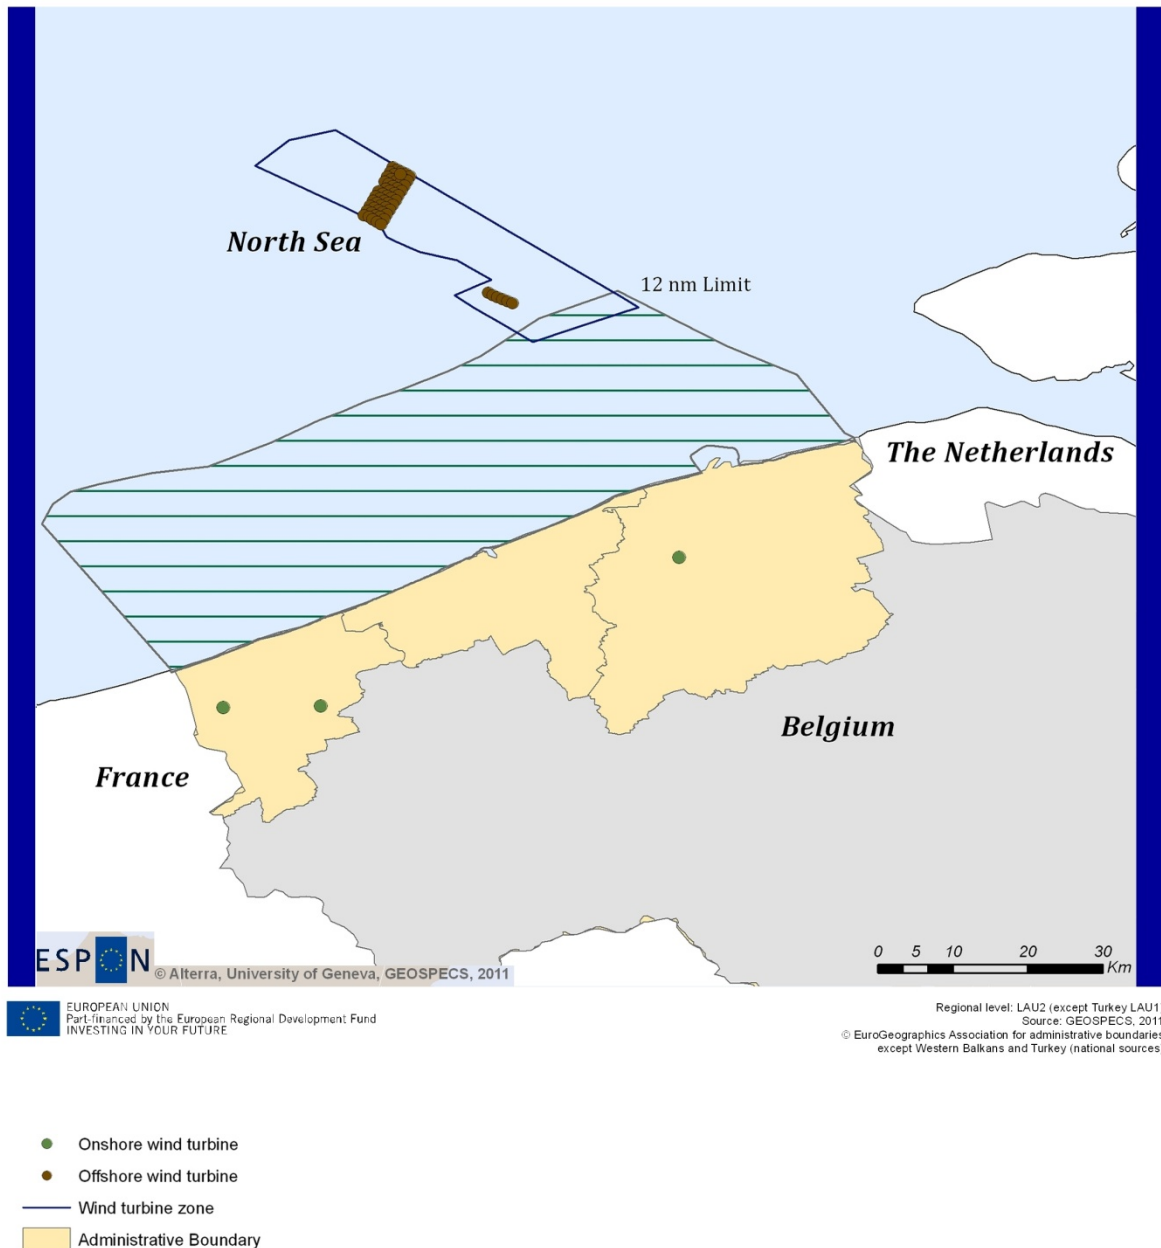 12 nm Limit
North Sea
The Netherlands
Belgium
France
0 5 10 20 30
Km
ESPON
© Alterra, University of Geneva, GEOSPECS, 2011
EUROPEAN UNION
Part-financed by the European Regional Development Fund
INVESTING IN YOUR FUTURE
Regional level: LAU2 (except Turkey LAU1
Source: GEOSPECS, 2011
© EuroGeographics Association for administrative boundaries
except Western Balkans and Turkey (national sources
Onshore wind turbine
Offshore wind turbine
Wind turbine zone
Administrative Boundary